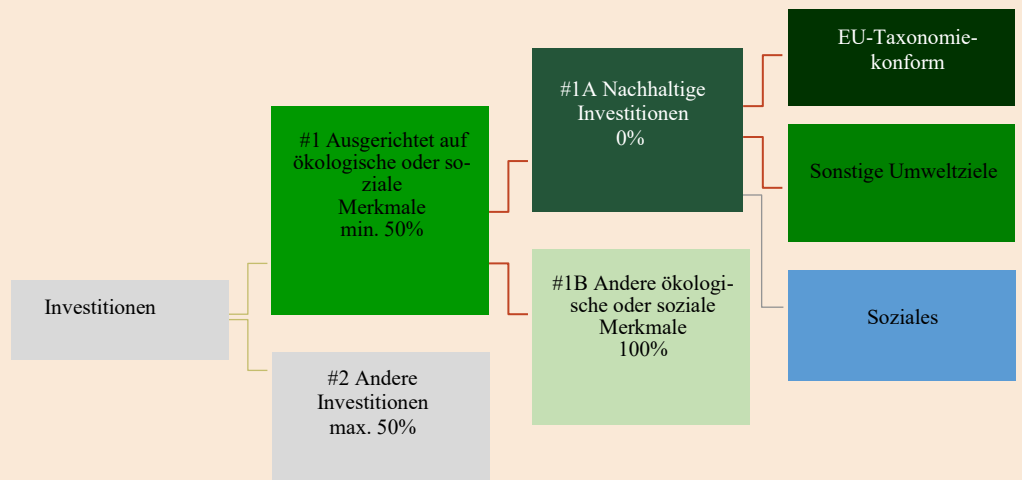 Investitionen
#1 Ausgerichtet auf
ökologische oder so-
ziale
Merkmale
min. 50%
#2 Andere
Investitionen
max. 50%
#1A Nachhaltige
Investitionen
0%
#1B Andere ökologi-
sche oder soziale
Merkmale
100%
EU-Taxonomie-
konform
Sonstige Umweltziele
Soziales